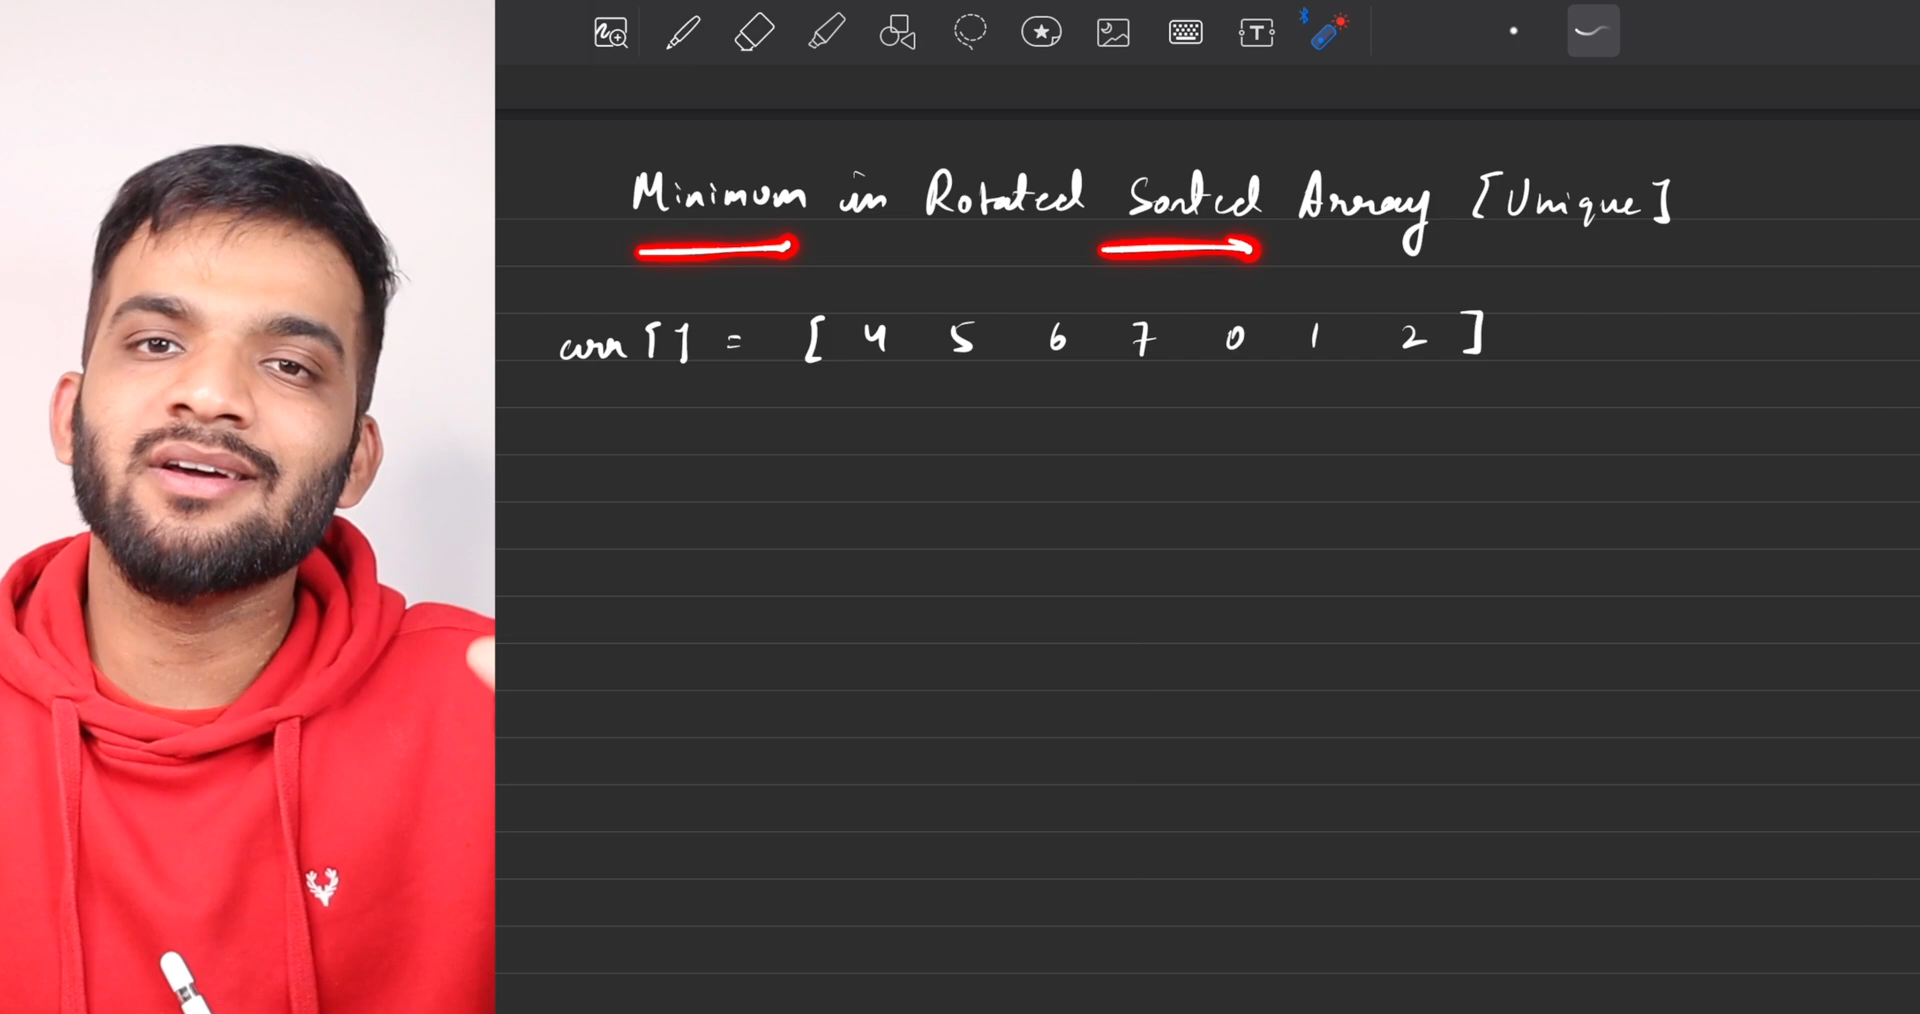 Minimum in Rotated Sorted Array [Unique]
arr[] = [ 4 5 6 7 0 1 2 ]